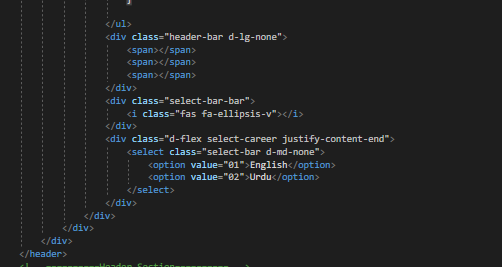 }
</ul>
<div class="header-bar d-lg-none">
<span></span>
<span></span>
<span></span>
</div>
<div class="select-bar-bar">
<i class="fas fa-ellipsis-v"></i>
</div>
<div class="d-flex select-career justify-content-end">
<select class="select-bar d-md-none">
<option value="01">English</option>
<option value="02">Urdu</option>
</select>
</div>
</div>
</div>
</div>
</header>
Header Section